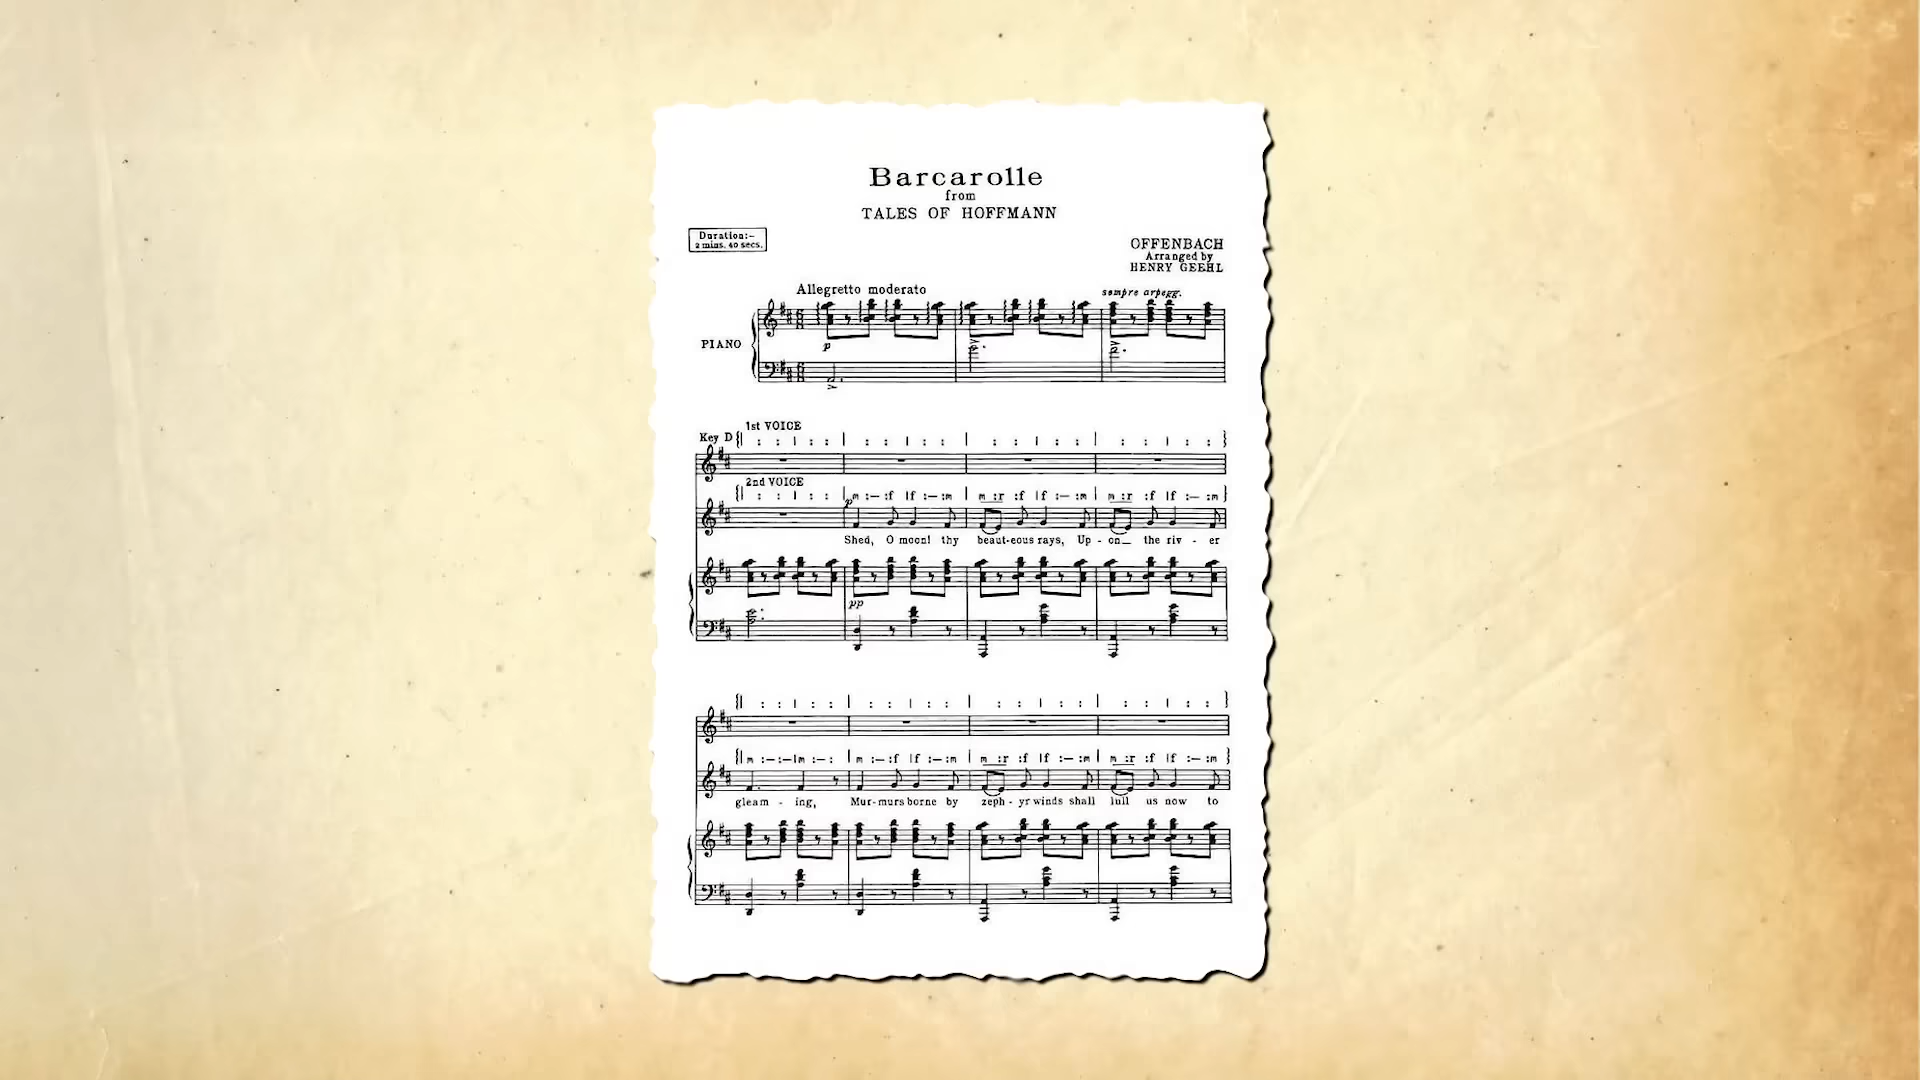 Barcarolle
from
TALES OF HOFFMANN
Duration:-
2 mins. 40 secs.
OFFENBACH
Arranged by
HENRY GEEHL
Allegretto moderato
sempre arpegg.
PIANO
p
1st VOICE
Key D {| : : | : : | : : | : : | : : | : : | : : | : : }
2nd VOICE
{| : : | : : |m :— :f |f :— :m | m :r :f |f :— :m | m :r :f |f :— :m }
p
Shed, O moon! thy beaut-eous rays, Up - on_ the riv - er
pp
{| : : | : : | : : | : : | : : | : : | : : | : : }
{|m :—:—|m :— : |m :— :f |f :— :m | m :r :f |f :— :m | m :r :f |f :— :m }
gleam - ing, Mur-murs borne by zeph - yr winds shall lull us now to